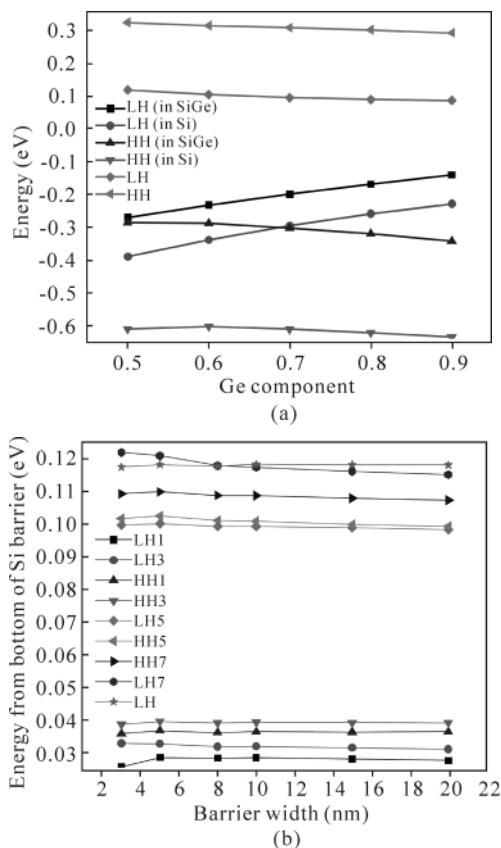 Energy (eV)
0.3
0.2
0.1
0.0
-0.1
-0.2
-0.3
-0.4
-0.5
-0.6
LH (in SiGe)
LH (in Si)
HH (in SiGe)
HH (in Si)
LH
HH
0.5 0.6 0.7 0.8 0.9
Ge component
(a)
Energy from bottom of Si barrier (eV)
0.12
0.11
0.10
0.09
0.08
0.07
0.06
0.05
0.04
0.03
LH1
LH3
HH1
HH3
LH5
HH5
HH7
LH7
LH
2 4 6 8 10 12 14 16 18 20 22
Barrier width (nm)
(b)